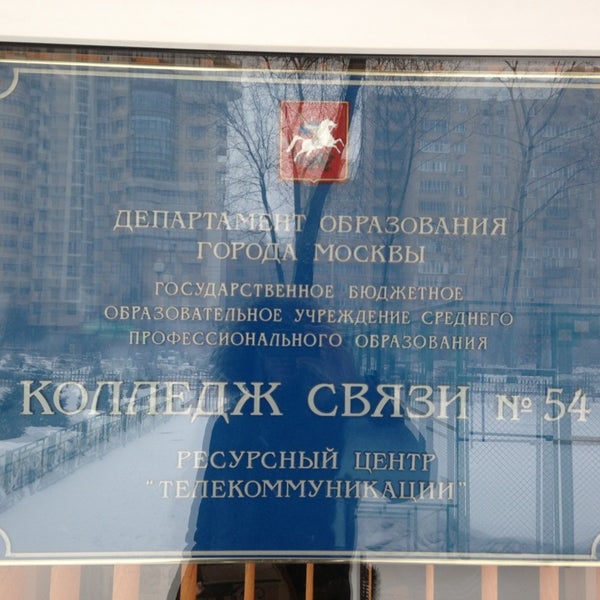 ДЕПАРТАМЕНТ ОБРАЗОВАНИЯ
ГОРОДА МОСКВЫ
ГОСУДАРСТВЕННОЕ БЮДЖЕТНОЕ
ОБРАЗОВАТЕЛЬНОЕ УЧРЕЖДЕНИЕ СРЕДНЕГО
ПРОФЕССИОНАЛЬНОГО ОБРАЗОВАНИЯ
КОЛЛЕДЖ СВЯЗИ № 54
РЕСУРСНЫЙ ЦЕНТР
"ТЕЛЕКОММУНИКАЦИИ"